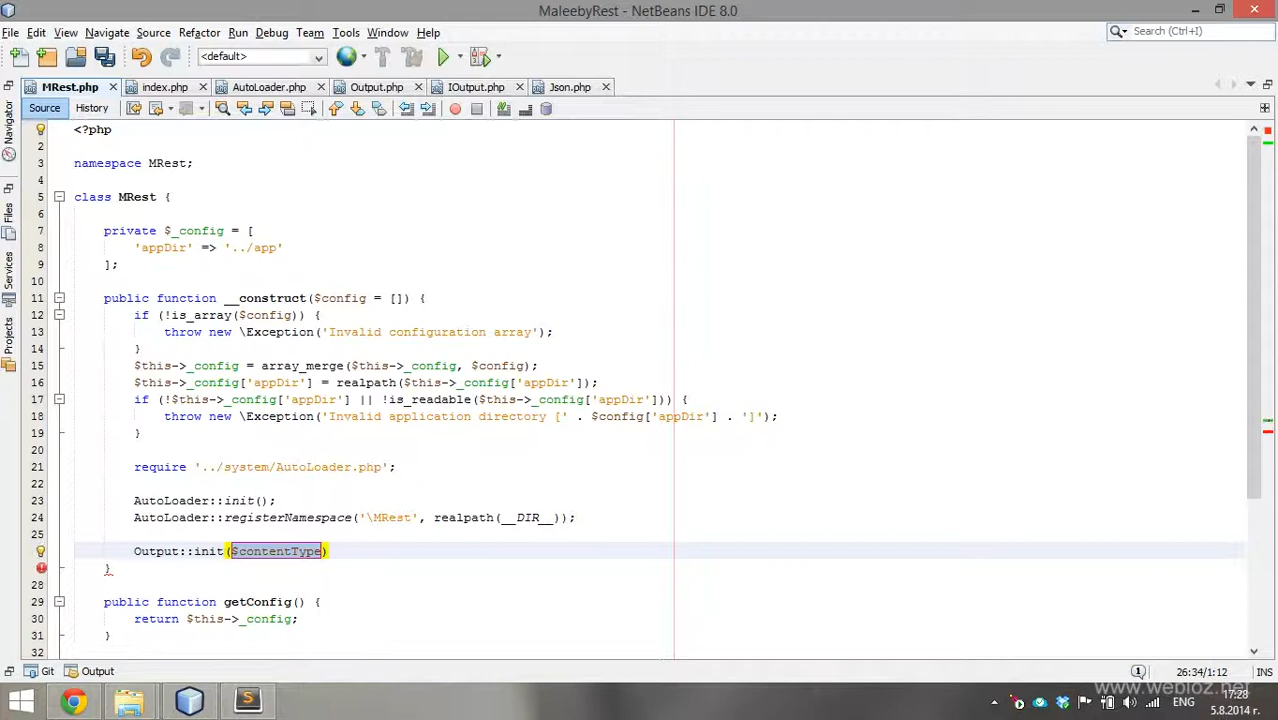 MaleebyRest - NetBeans IDE 8.0
File Edit View Navigate Source Refactor Run Debug Team Tools Window Help
Search (Ctrl+I)
<default>
MRest.php index.php AutoLoader.php Output.php IOutput.php Json.php
Source History
Navigator
Files
Services
Projects
1 <?php
2
3 namespace MRest;
4
5 class MRest {
6
7 private $_config = [
8 'appDir' => '../app'
9 ];
10
11 public function __construct($config = []) {
12 if (!is_array($config)) {
13 throw new \Exception('Invalid configuration array');
14 }
15 $this->_config = array_merge($this->_config, $config);
16 $this->_config['appDir'] = realpath($this->_config['appDir']);
17 if (!$this->_config['appDir'] || !is_readable($this->_config['appDir'])) {
18 throw new \Exception('Invalid application directory [' . $config['appDir'] . ']');
19 }
20
21 require '../system/AutoLoader.php';
22
23 AutoLoader::init();
24 AutoLoader::registerNamespace('\MRest', realpath(__DIR__));
25
Output::init($contentType)
}
28
29 public function getConfig() {
30 return $this->_config;
31 }
32
Git Output
1 26:34/1:12 INS
www.webloz.net
ENG 17:28
5.8.2014 г.